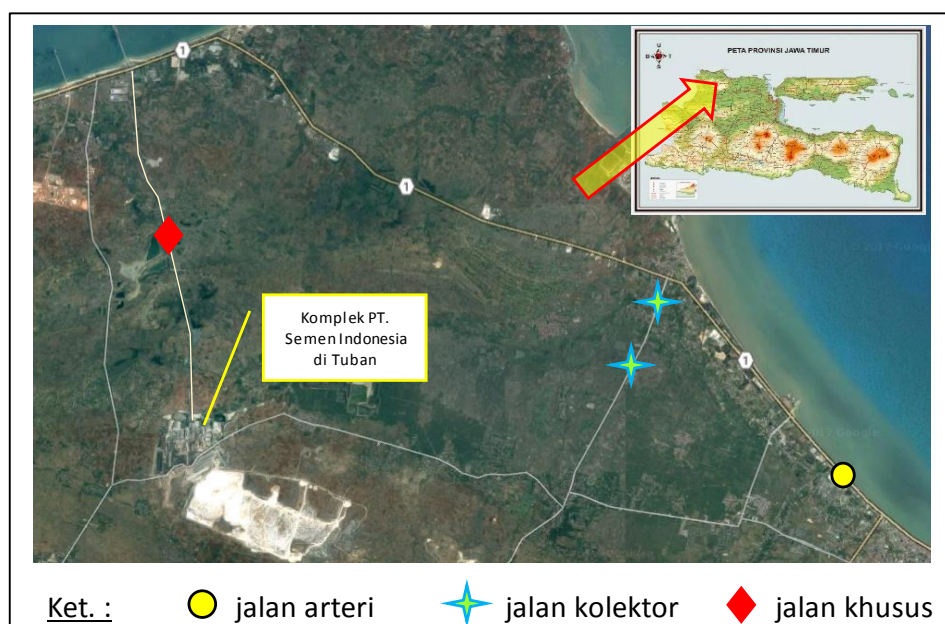 PETA PROVINSI JAWA TIMUR
1
1
1
Komplek PT.
Semen Indonesia
di Tuban
Ket. :
jalan arteri
jalan kolektor
jalan khusus